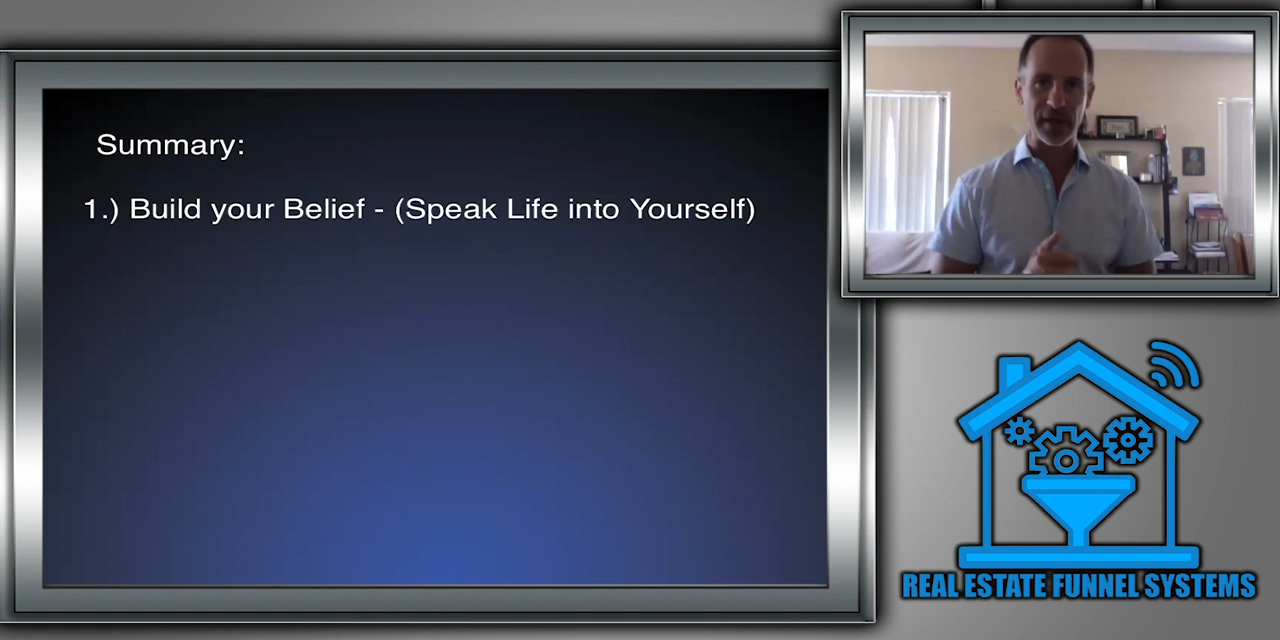 Summary:
1.) Build your Belief - (Speak Life into Yourself)
REAL ESTATE FUNNEL SYSTEMS